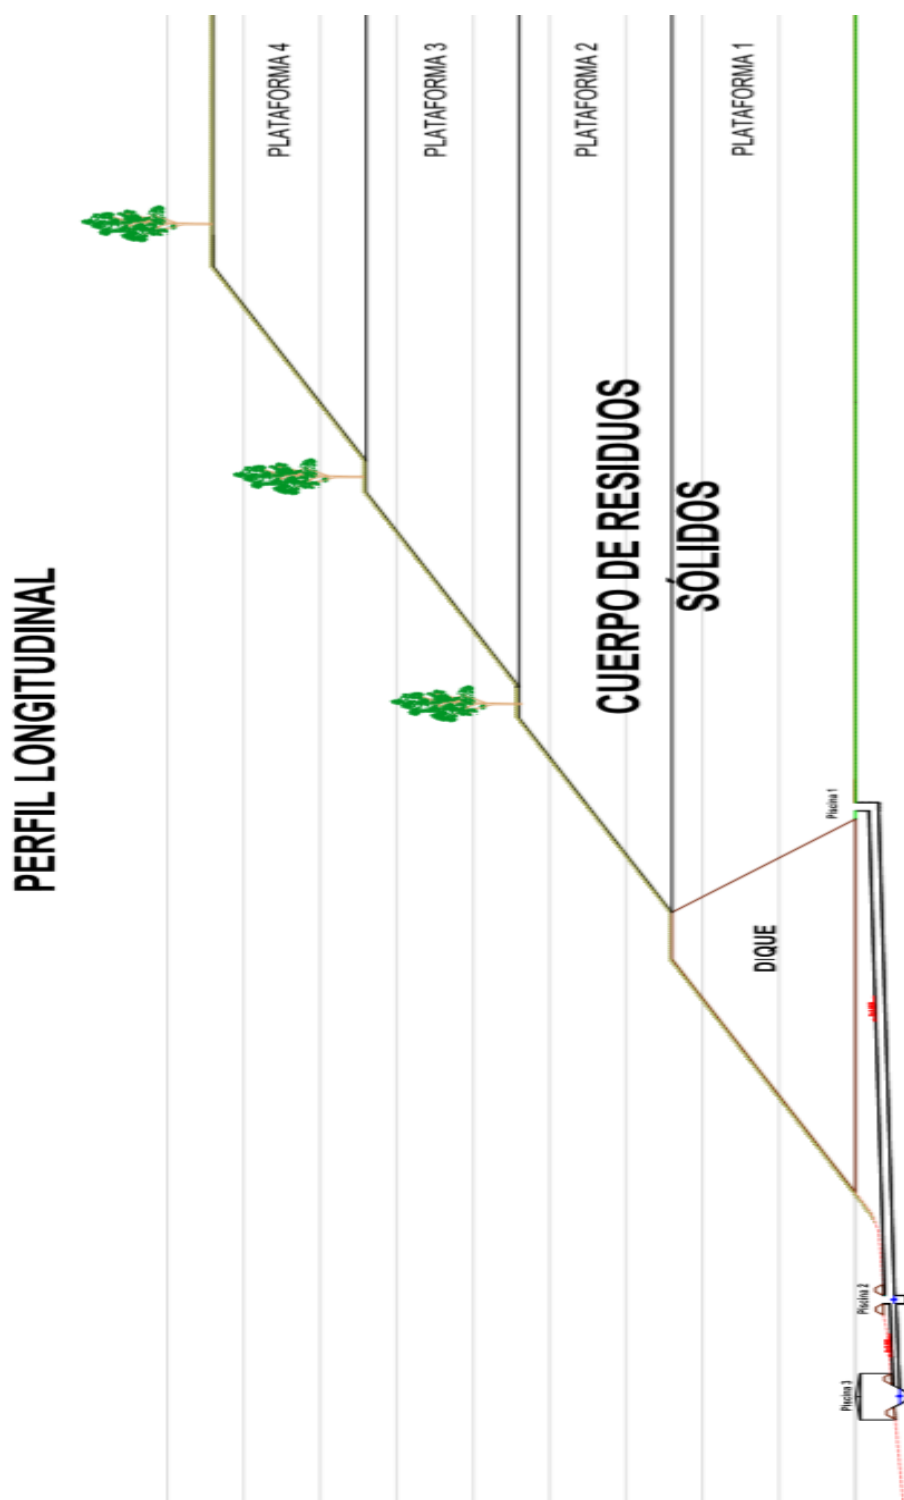 PERFIL LONGITUDINAL
PLATAFORMA 4
PLATAFORMA 3
PLATAFORMA 2
PLATAFORMA 1
CUERPO DE RESIDUOS
SÓLIDOS
DIQUE
Piscina 1
Piscina 2
Piscina 3